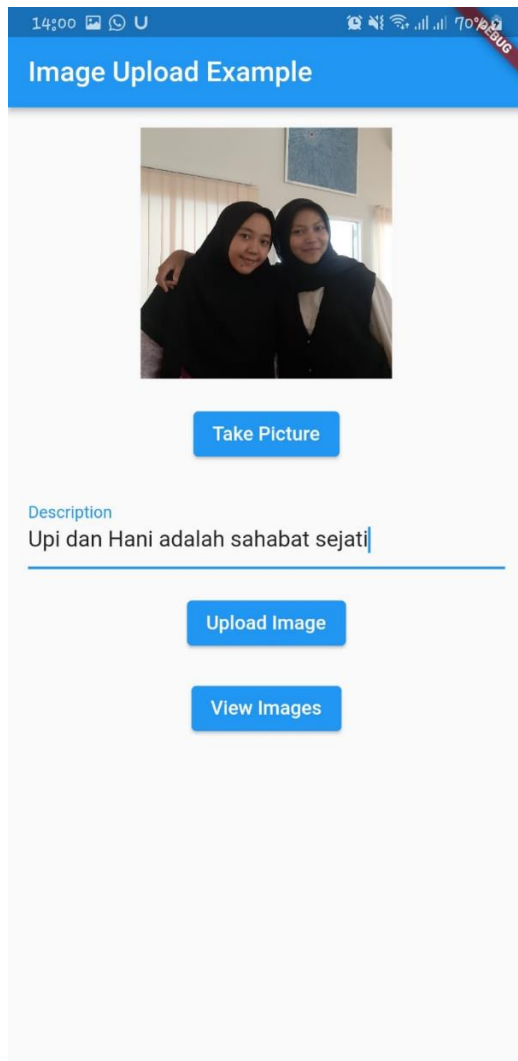 14:00 U 70%
DEBUG
Image Upload Example
Take Picture
Description
Upi dan Hani adalah sahabat sejati
Upload Image
View Images